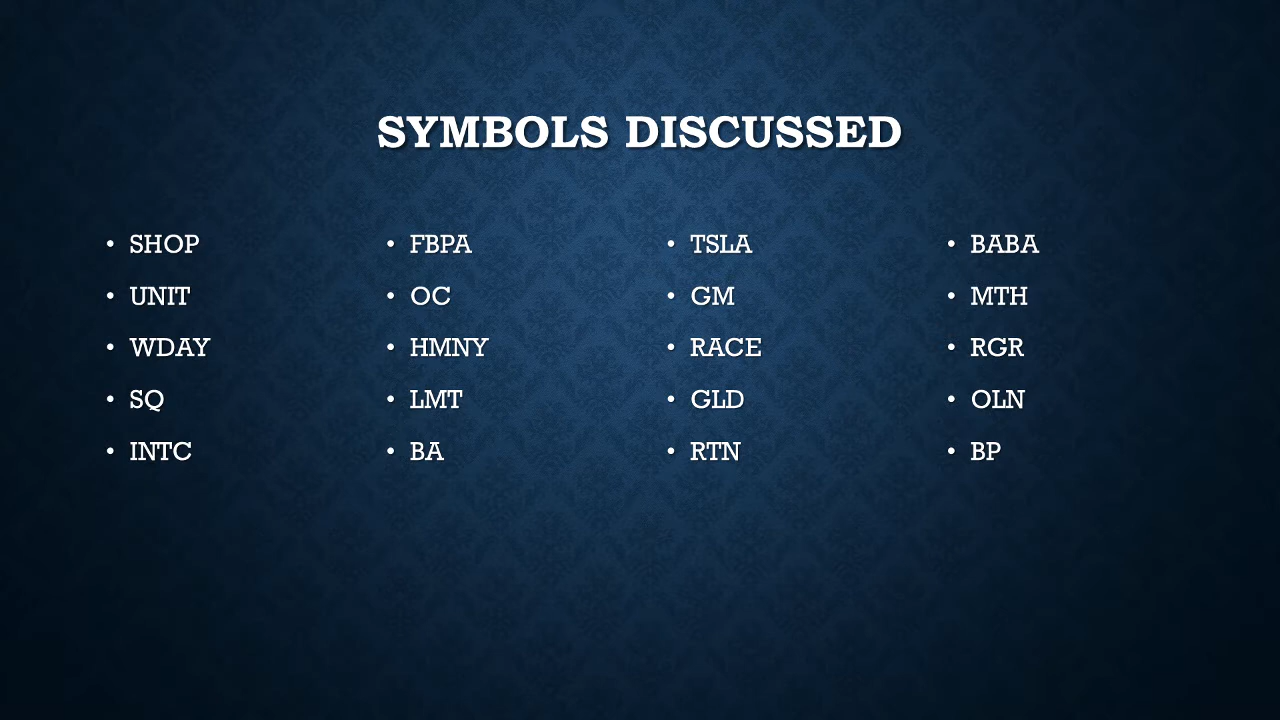 SYMBOLS DISCUSSED
• SHOP
• UNIT
• WDAY
• SQ
• INTC
• FBPA
• OC
• HMNY
• LMT
• BA
• TSLA
• GM
• RACE
• GLD
• RTN
• BABA
• MTH
• RGR
• OLN
• BP